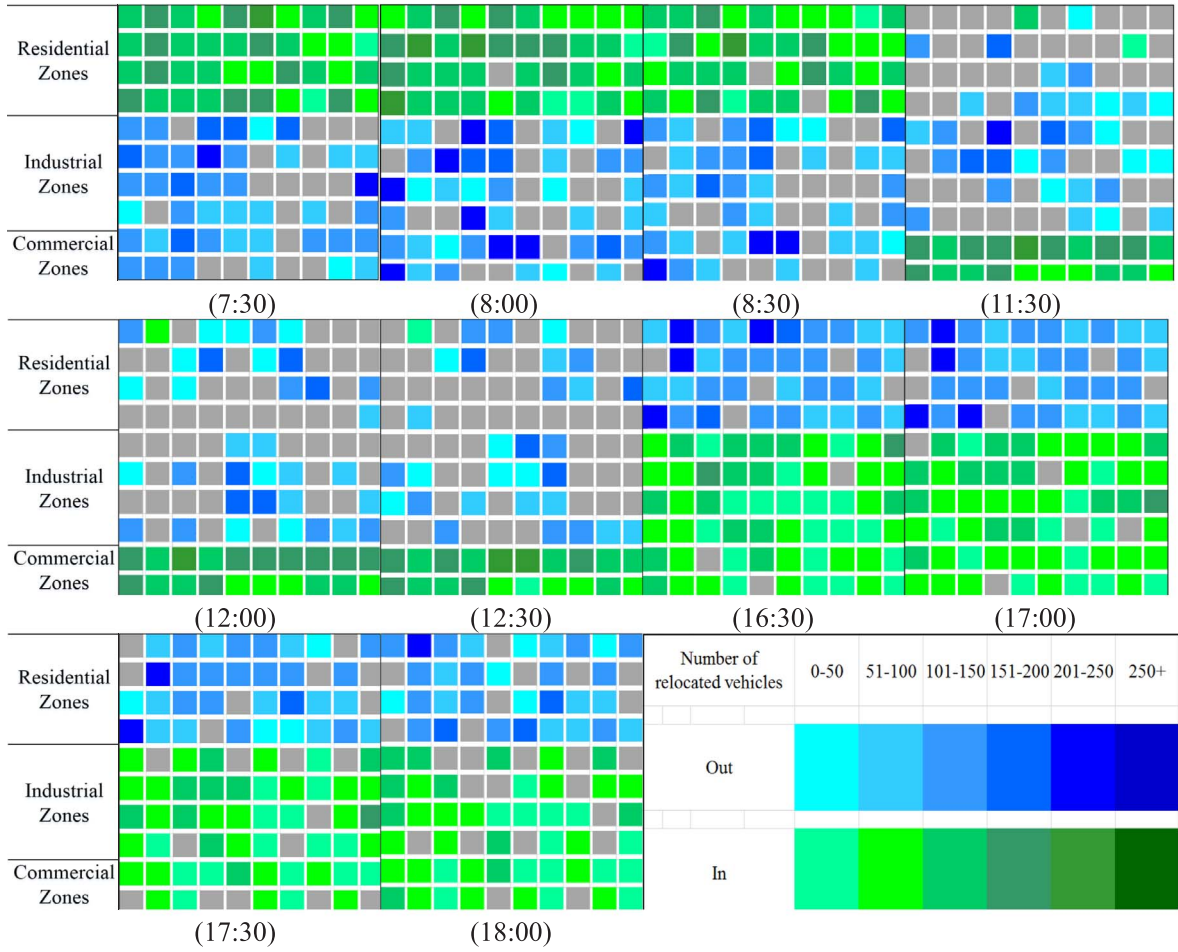 Residential
Zones
Industrial
Zones
Commercial
Zones
(7:30)
(8:00)
(8:30)
(11:30)
Residential
Zones
Industrial
Zones
Commercial
Zones
(12:00)
(12:30)
(16:30)
(17:00)
Residential
Zones
Industrial
Zones
Commercial
Zones
(17:30)
(18:00)
Number of
relocated vehicles
0-50
51-100
101-150
151-200
201-250
250+
Out
In